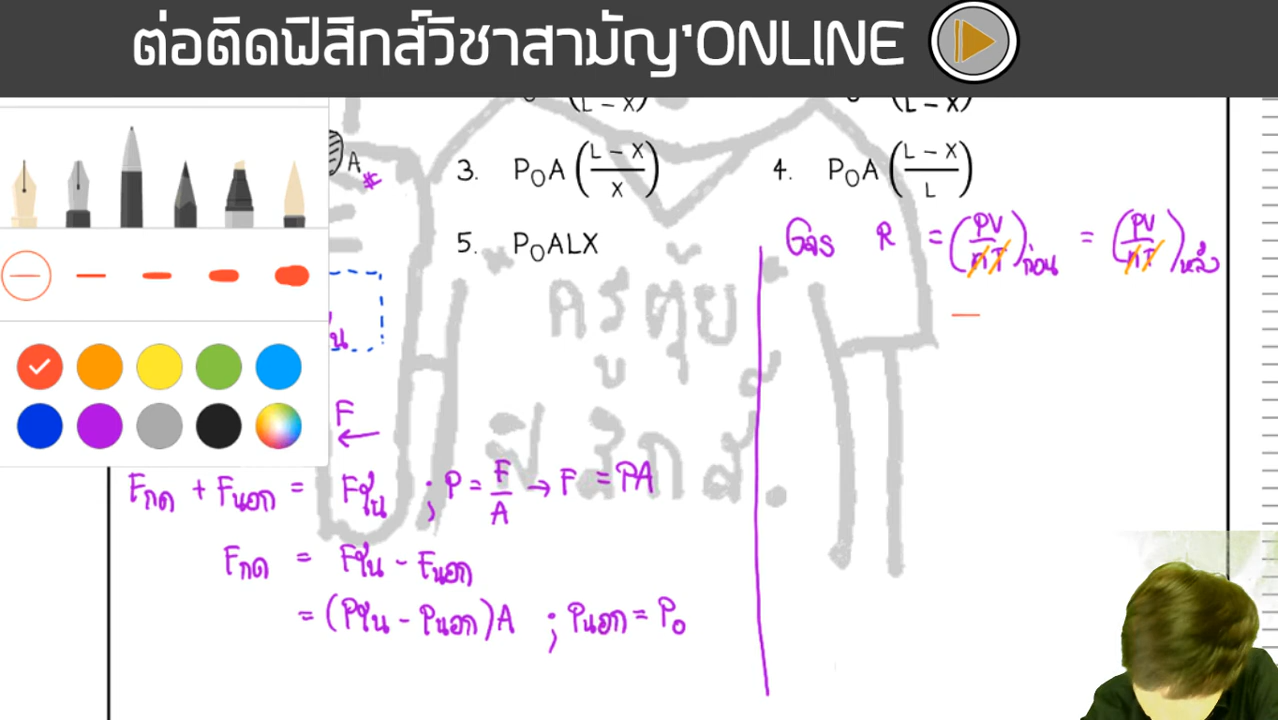 ต่อติดฟิสิกส์วิชาสามัญ'ONLINE
(L – X) (L – X)
A
3. P₀A((L – X)/X) 4. P₀A((L – X)/L)
5. P₀ALX
Gas R = (PV/nT)ก่อน = (PV/nT)หลัง
ครูตุ้ย
ฟิสิกส์
F
Fกด + Fนอก = Fใน ; P = F/A → F = PA
Fกด = Fใน - Fนอก
= (Pใน - Pนอก)A ; Pนอก = P₀